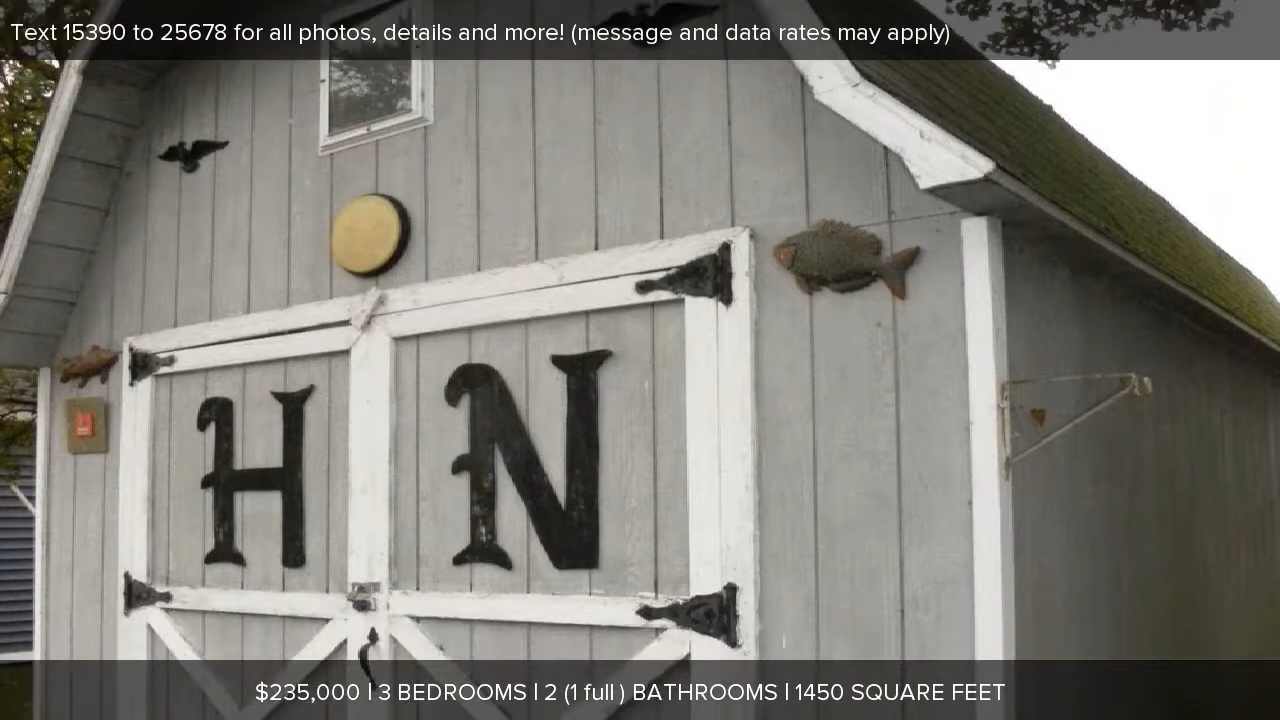 Text 15390 to 25678 for all photos, details and more! (message and data rates may apply)
H N
$235,000 | 3 BEDROOMS | 2 (1 full ) BATHROOMS | 1450 SQUARE FEET